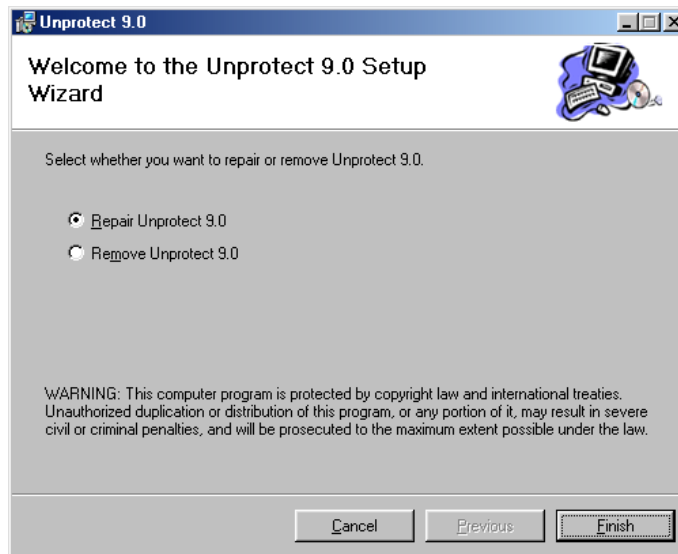 Unprotect 9.0
Welcome to the Unprotect 9.0 Setup
Wizard
Select whether you want to repair or remove Unprotect 9.0.
Repair Unprotect 9.0
Remove Unprotect 9.0
WARNING: This computer program is protected by copyright law and international treaties.
Unauthorized duplication or distribution of this program, or any portion of it, may result in severe
civil or criminal penalties, and will be prosecuted to the maximum extent possible under the law.
Cancel Previous Finish